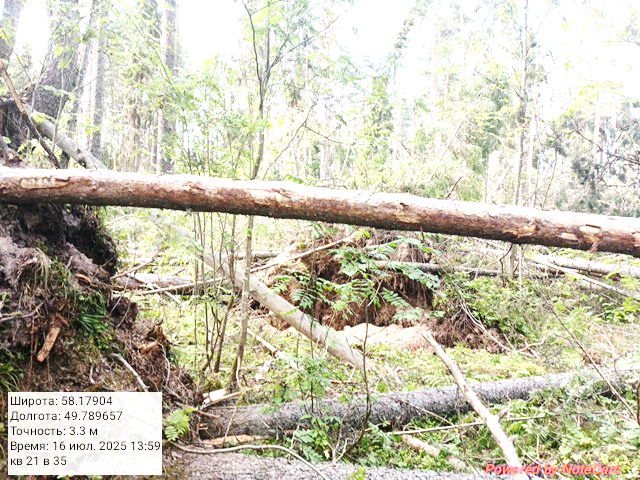 Широта: 58.17904
Долгота: 49.789657
Точность: 3.3 м
Время: 16 июл. 2025 13:59
кв 21 в 35
Powered by NoteCaps